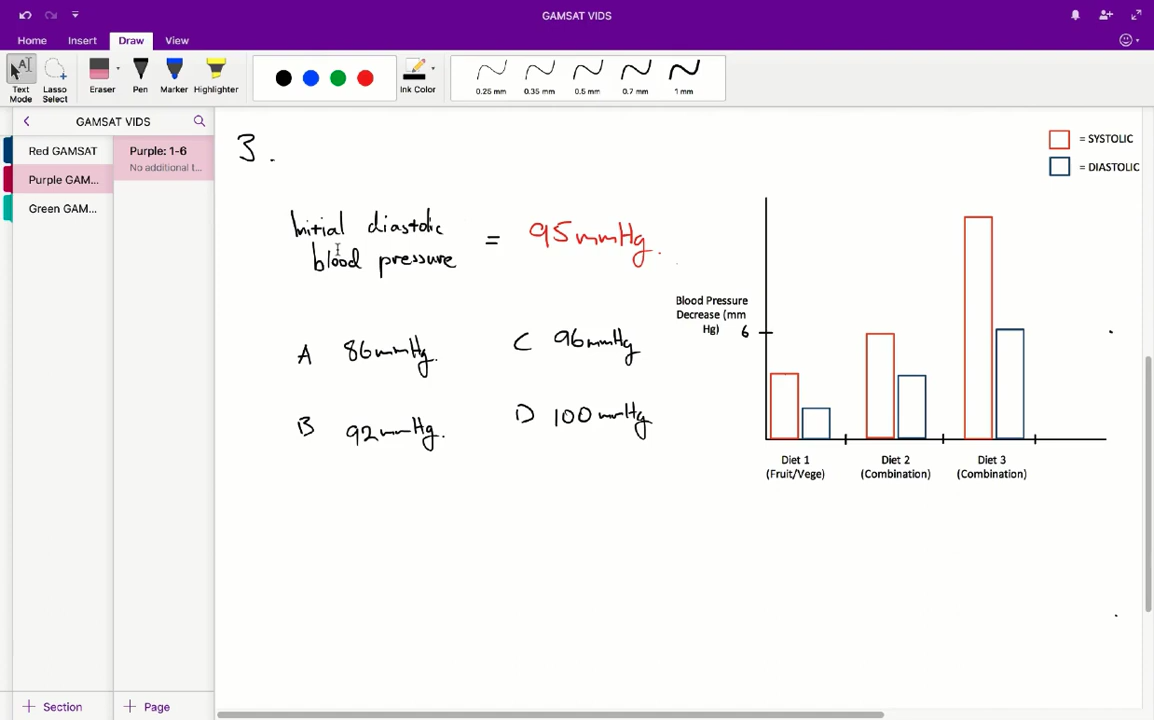 GAMSAT VIDS
Home Insert Draw View
Text Mode
Lasso Select
Eraser
Pen
Marker
Highlighter
Ink Color
0.25 mm 0.35 mm 0.5 mm 0.7 mm 1 mm
GAMSAT VIDS
Red GAMSAT
Purple GAM...
Green GAM...
Purple: 1-6
No additional t...
3.
Initial diastolic
blood pressure = 95mmHg.
A 86mmHg.
B 92mmHg.
C 96mmHg
D 100mmHg
= SYSTOLIC
= DIASTOLIC
Blood Pressure
Decrease (mm
Hg)
6
Diet 1
(Fruit/Vege)
Diet 2
(Combination)
Diet 3
(Combination)
+ Section
+ Page